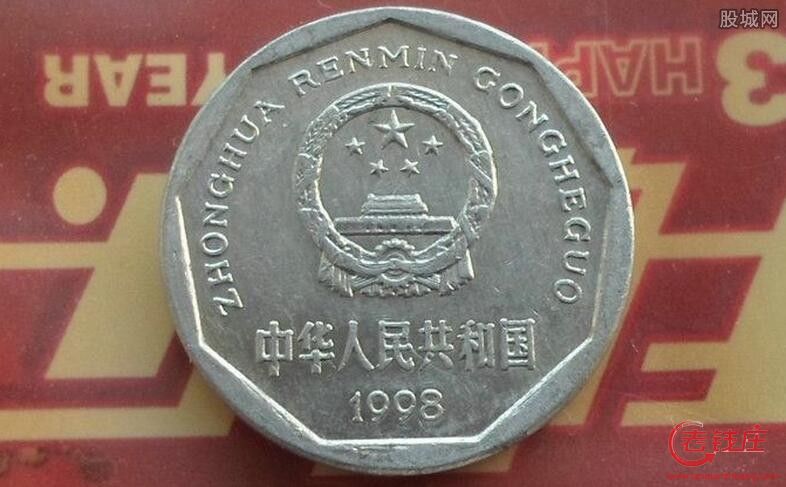 股城网
3 HAPP
YEAR
ZHONGHUA RENMIN GONGHEGUO
中华人民共和国
1998
老钱庄